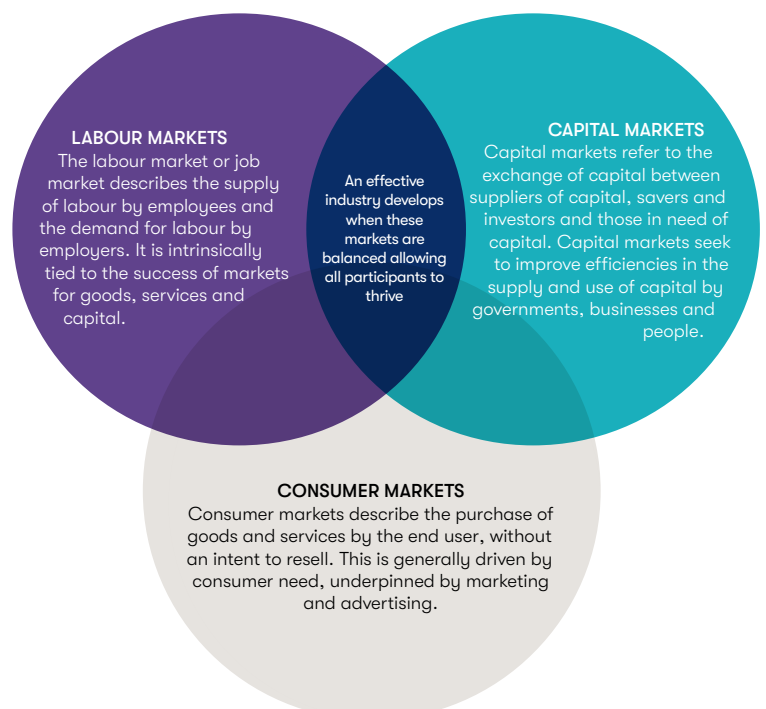 LABOUR MARKETS
The labour market or job
market describes the supply
of labour by employees and
the demand for labour by
employers. It is intrinsically
tied to the success of markets
for goods, services and
capital.
An effective
industry develops
when these
markets are
balanced allowing
all participants to
thrive
CAPITAL MARKETS
Capital markets refer to the
exchange of capital between
suppliers of capital, savers and
investors and those in need of
capital. Capital markets seek
to improve efficiencies in the
supply and use of capital by
governments, businesses and
people.
CONSUMER MARKETS
Consumer markets describe the purchase of
goods and services by the end user, without
an intent to resell. This is generally driven by
consumer need, underpinned by marketing
and advertising.